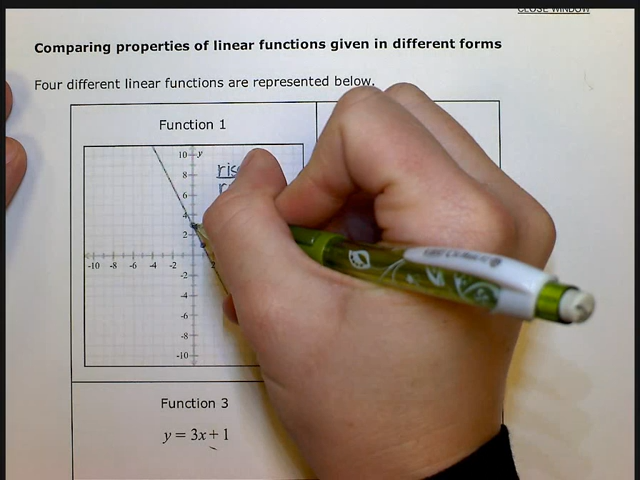 CLOSE WINDOW
Comparing properties of linear functions given in different forms
Four different linear functions are represented below.
Function 1
10 y
8
6
4
2
-10 -8 -6 -4 -2 2
-2
-4
-6
-8
-10
Function 3
y = 3x + 1